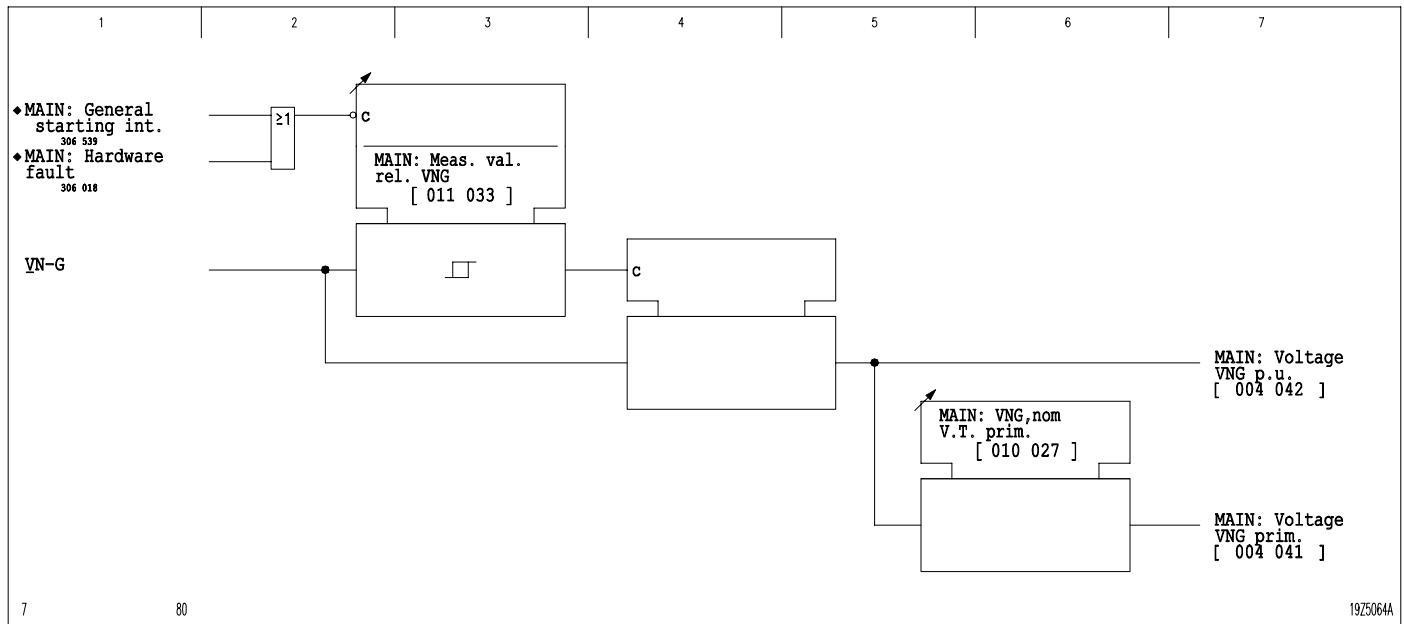 1 2 3 4 5 6 7
◆MAIN: General
starting int.
306 539
◆MAIN: Hardware
fault
306 018
≥1
c
MAIN: Meas. val.
rel. VNG
[ 011 033 ]
VN-G
c
MAIN: Voltage
VNG p.u.
[ 004 042 ]
MAIN: VNG,nom
V.T. prim.
[ 010 027 ]
MAIN: Voltage
VNG prim.
[ 004 041 ]
7 80 19Z5064A